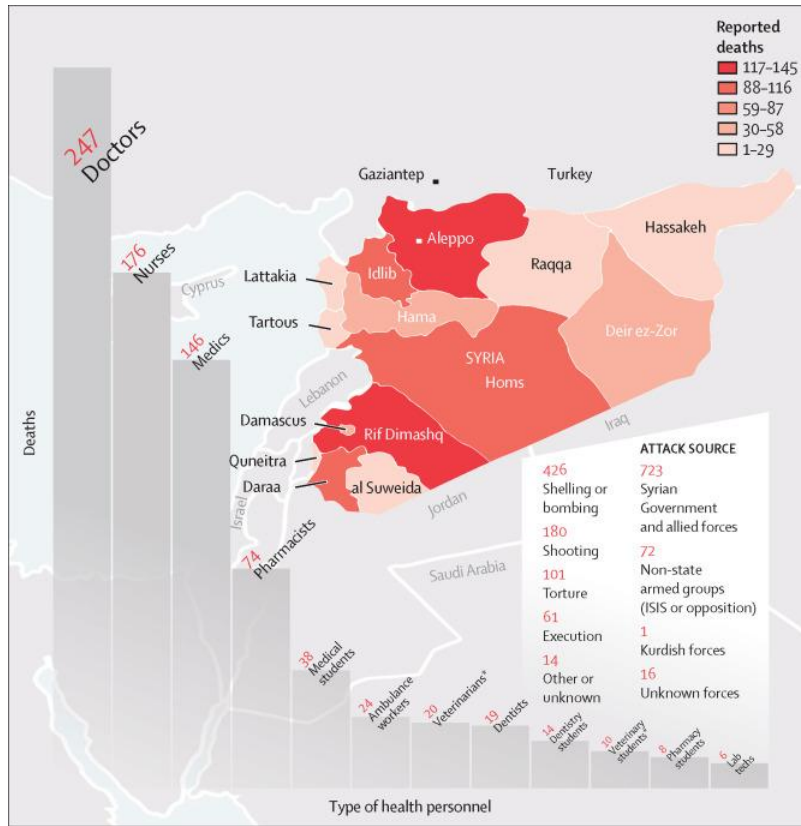 Reported
deaths
117–145
88–116
59–87
30–58
1–29
247
Doctors
176
Nurses
146
Medics
74
Pharmacists
38
Medical
students
24
Ambulance
workers
20
Veterinarians*
19
Dentists
14
Dentistry
students
10
Veterinary
students*
8
Pharmacy
students
6
Lab
techs
Deaths
Type of health personnel
Gaziantep
Turkey
Aleppo
Hassakeh
Raqqa
Idlib
Lattakia
Cyprus
Tartous
Hama
Deir ez-Zor
SYRIA
Homs
Lebanon
Damascus
Rif Dimashq
Iraq
Quneitra
Daraa
al Suweida
Israel
Jordan
Saudi Arabia
426
Shelling or
bombing
180
Shooting
101
Torture
61
Execution
14
Other or
unknown
ATTACK SOURCE
723
Syrian
Government
and allied forces
72
Non-state
armed groups
(ISIS or opposition)
1
Kurdish forces
16
Unknown forces